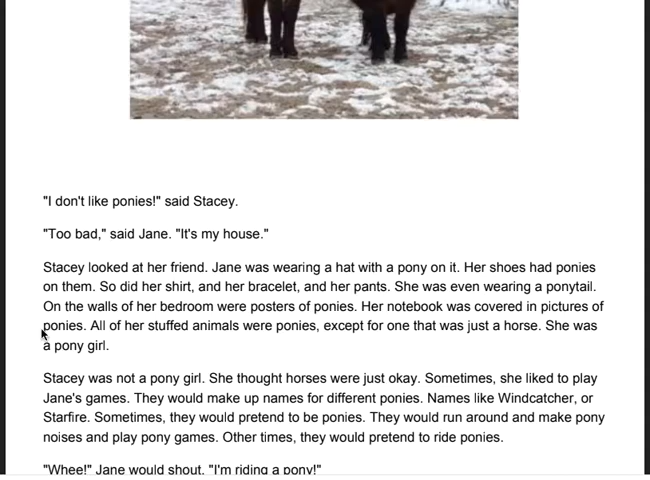 "I don't like ponies!" said Stacey.
"Too bad," said Jane. "It's my house."
Stacey looked at her friend. Jane was wearing a hat with a pony on it. Her shoes had ponies
on them. So did her shirt, and her bracelet, and her pants. She was even wearing a ponytail.
On the walls of her bedroom were posters of ponies. Her notebook was covered in pictures of
ponies. All of her stuffed animals were ponies, except for one that was just a horse. She was
a pony girl.
Stacey was not a pony girl. She thought horses were just okay. Sometimes, she liked to play
Jane's games. They would make up names for different ponies. Names like Windcatcher, or
Starfire. Sometimes, they would pretend to be ponies. They would run around and make pony
noises and play pony games. Other times, they would pretend to ride ponies.
"Whee!" Jane would shout. "I'm riding a pony!"